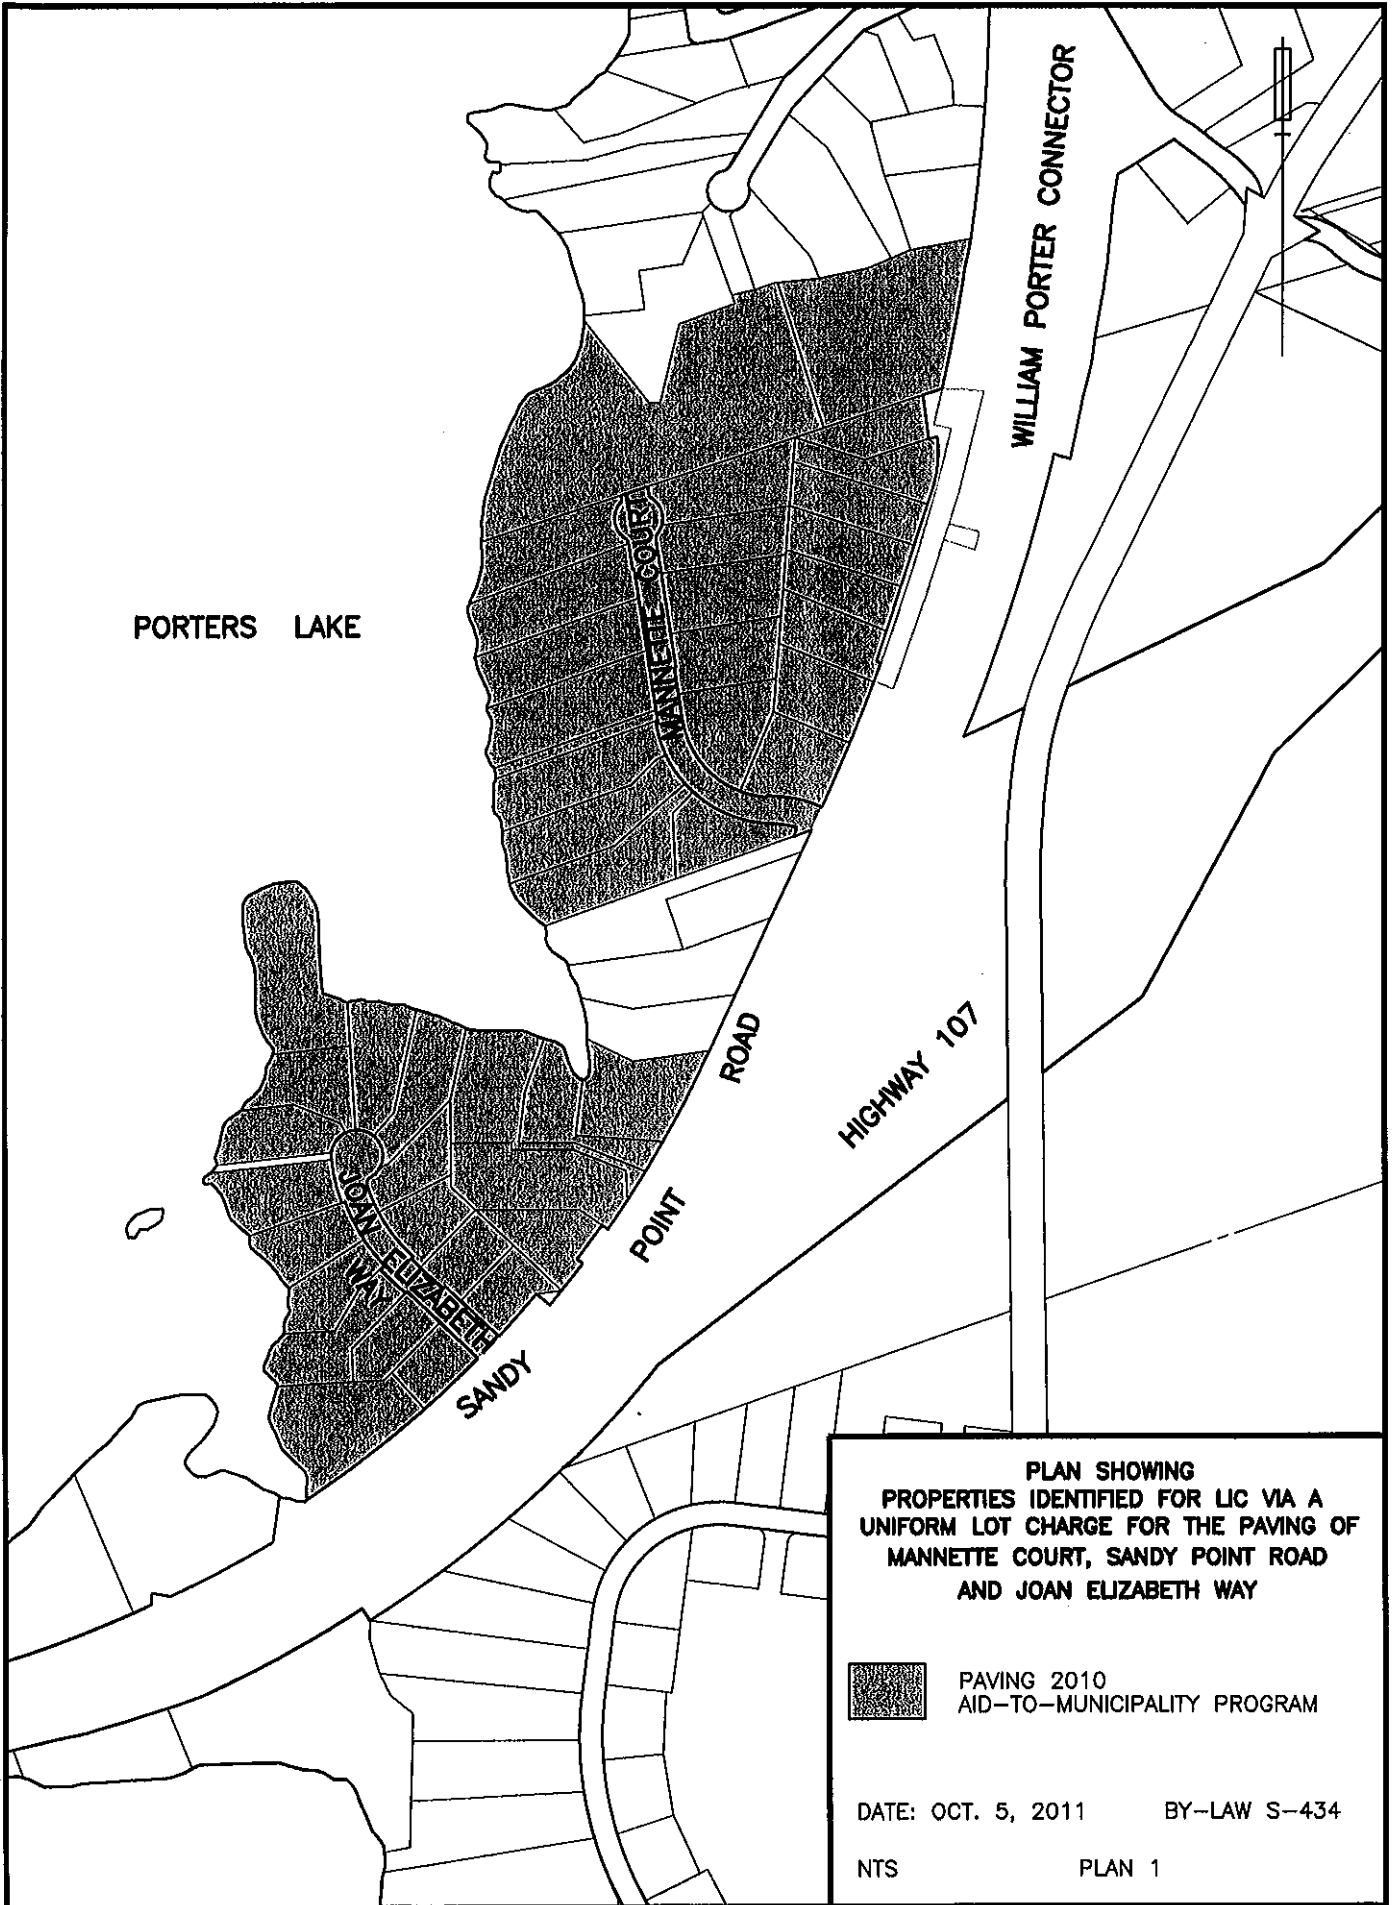 WILLIAM PORTER CONNECTOR
PORTERS LAKE
MANNETTE COURT
JOAN ELIZABETH
WAY
SANDY
POINT
ROAD
HIGHWAY 107
PLAN SHOWING
PROPERTIES IDENTIFIED FOR LIC VIA A
UNIFORM LOT CHARGE FOR THE PAVING OF
MANNETTE COURT, SANDY POINT ROAD
AND JOAN ELIZABETH WAY
PAVING 2010
AID-TO-MUNICIPALITY PROGRAM
DATE: OCT. 5, 2011 BY-LAW S-434
NTS PLAN 1